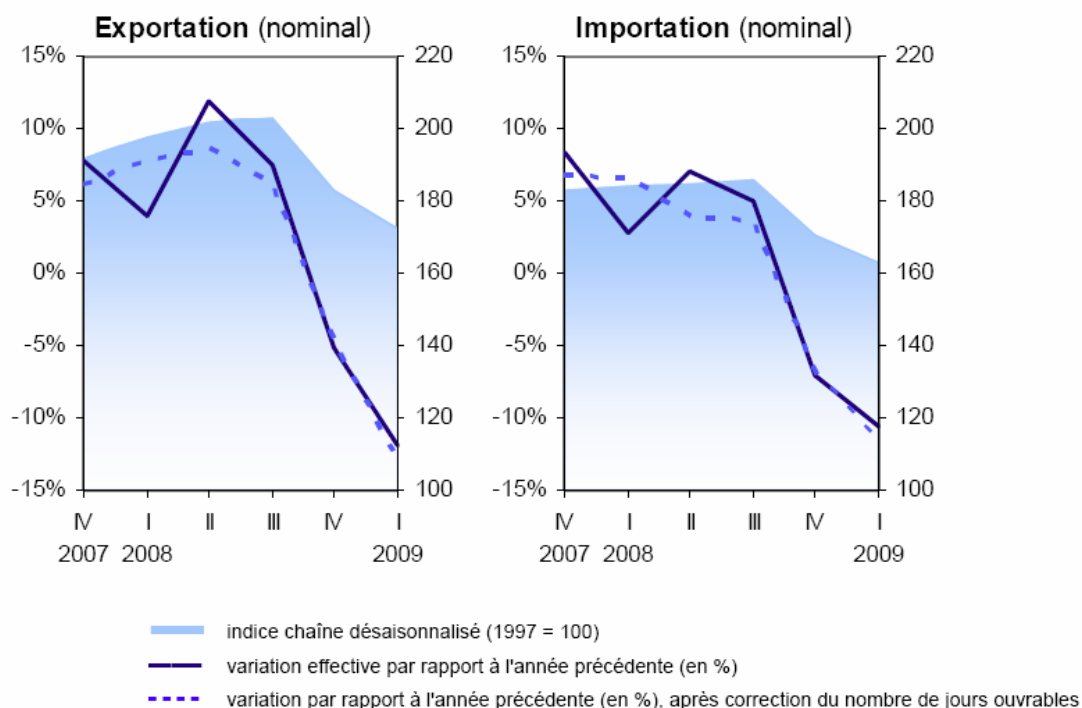 Exportation (nominal)
15% 220
10% 200
5% 180
0% 160
-5% 140
-10% 120
-15% 100
IV I II III IV I
2007 2008 2009
Importation (nominal)
15% 220
10% 200
5% 180
0% 160
-5% 140
-10% 120
-15% 100
IV I II III IV I
2007 2008 2009
indice chaîne désaisonnalisé (1997 = 100)
variation effective par rapport à l'année précédente (en %)
variation par rapport à l'année précédente (en %), après correction du nombre de jours ouvrables